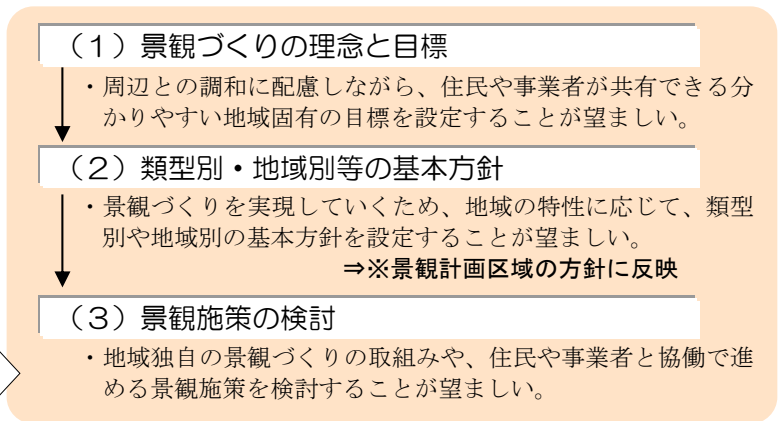 （１）景観づくりの理念と目標
・周辺との調和に配慮しながら、住民や事業者が共有できる分
かりやすい地域固有の目標を設定することが望ましい。
（２）類型別・地域別等の基本方針
・景観づくりを実現していくため、地域の特性に応じて、類型
別や地域別の基本方針を設定することが望ましい。
⇒※景観計画区域の方針に反映
（３）景観施策の検討
・地域独自の景観づくりの取組みや、住民や事業者と協働で進
める景観施策を検討することが望ましい。